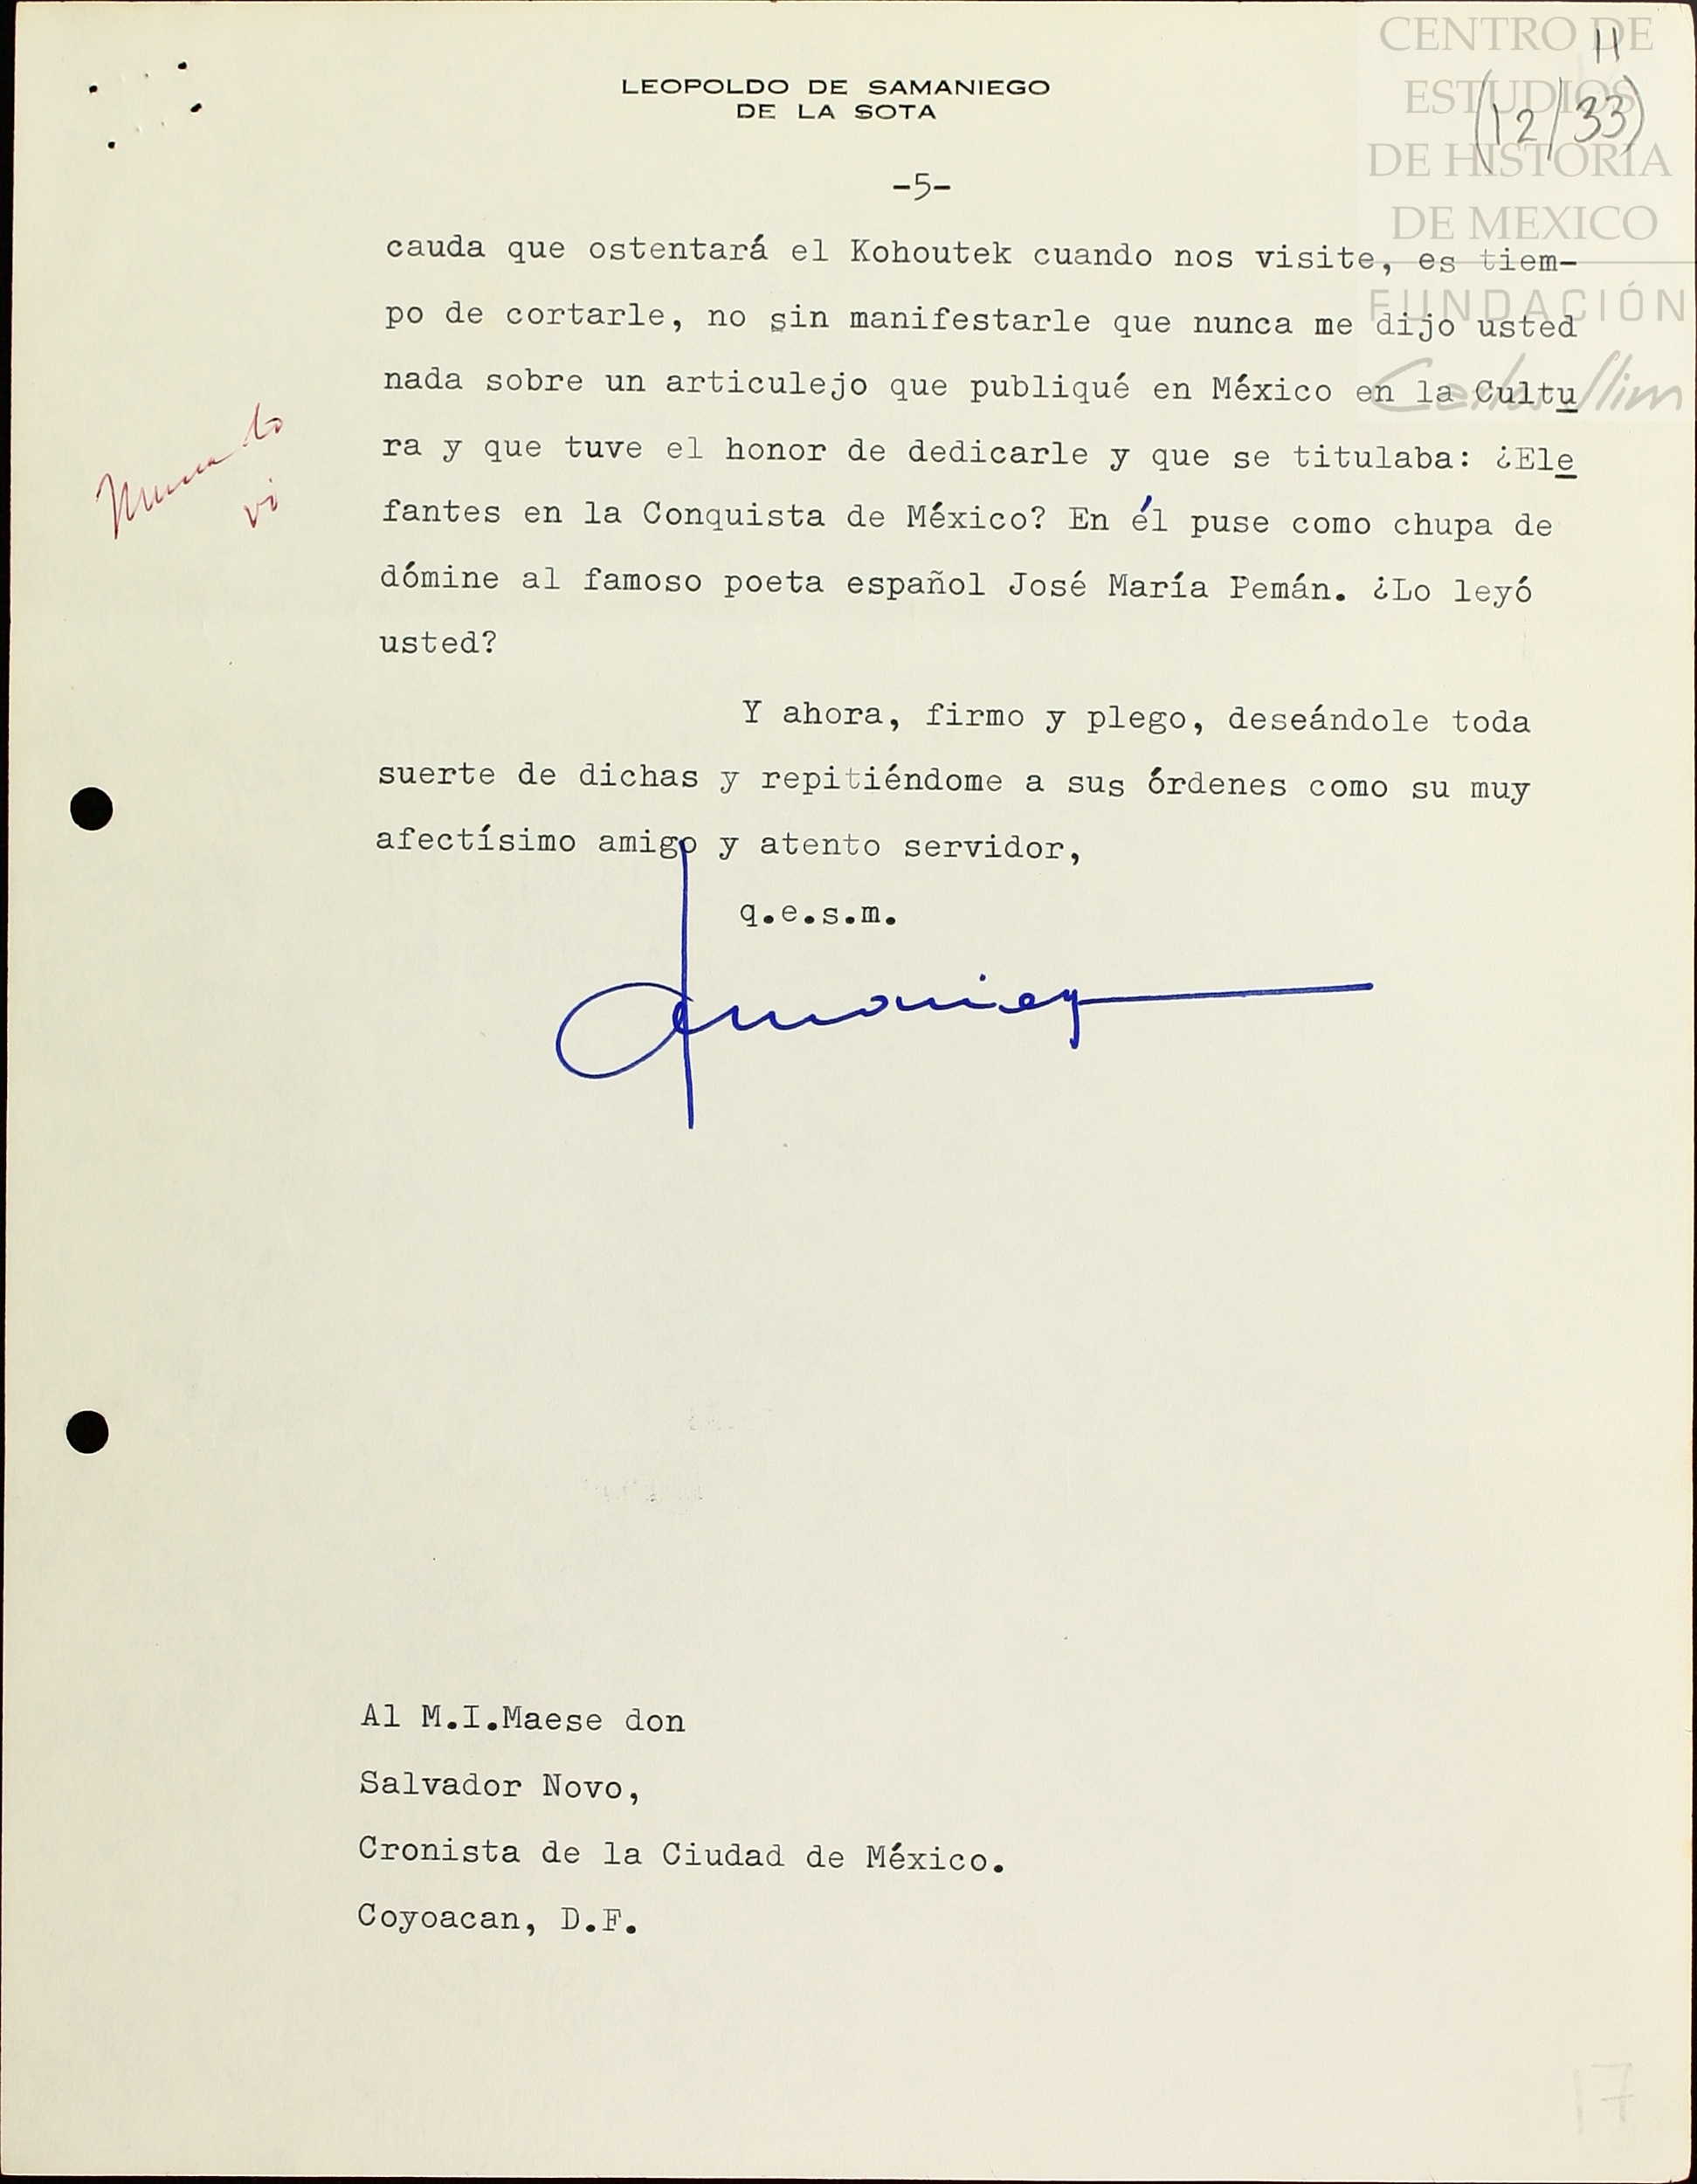 CENTRO DE
ESTUDIOS
DE HISTORIA
DE MEXICO
FUNDACIÓN
Carlos Slim
11
(12/33)
LEOPOLDO DE SAMANIEGO
DE LA SOTA
-5-
cauda que ostentará el Kohoutek cuando nos visite, es tiem-
po de cortarle, no sin manifestarle que nunca me dijo usted
nada sobre un articulejo que publiqué en México en la Cultu
ra y que tuve el honor de dedicarle y que se titulaba: ¿Ele
fantes en la Conquista de México? En él puse como chupa de
dómine al famoso poeta español José María Pemán. ¿Lo leyó
usted?
Nunca lo
vi
Y ahora, firmo y plego, deseándole toda
suerte de dichas y repitiéndome a sus órdenes como su muy
afectísimo amigo y atento servidor,
q.e.s.m.
Samaniego
Al M.I.Maese don
Salvador Novo,
Cronista de la Ciudad de México.
Coyoacan, D.F.
17